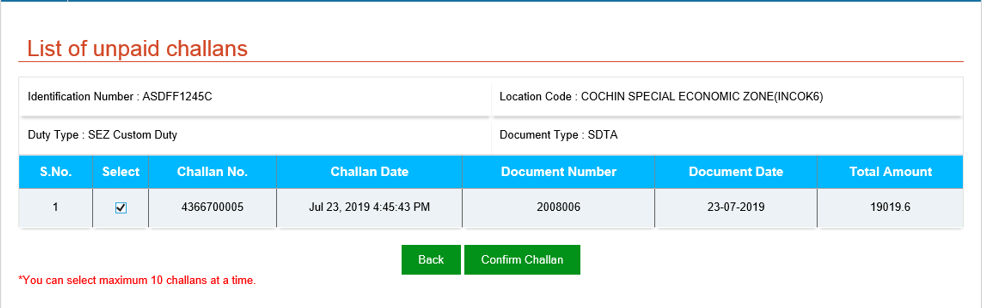 List of unpaid challans
Identification Number : ASDFF1245C
Location Code : COCHIN SPECIAL ECONOMIC ZONE(INCOK6)
Duty Type : SEZ Custom Duty
Document Type : SDTA
S.No. Select Challan No. Challan Date Document Number Document Date Total Amount
1 4366700005 Jul 23, 2019 4:45:43 PM 2008006 23-07-2019 19019.6
Back Confirm Challan
*You can select maximum 10 challans at a time.